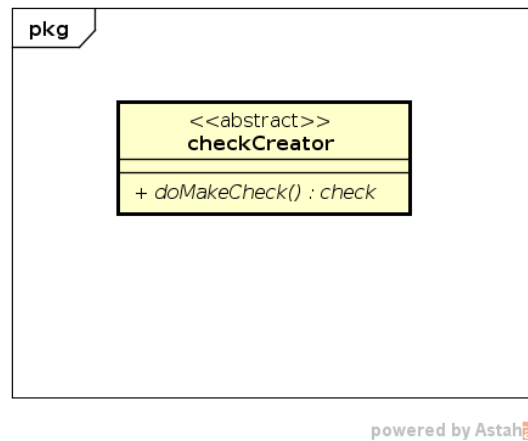 pkg
<<abstract>>
checkCreator
+ doMakeCheck() : check
powered by Astah